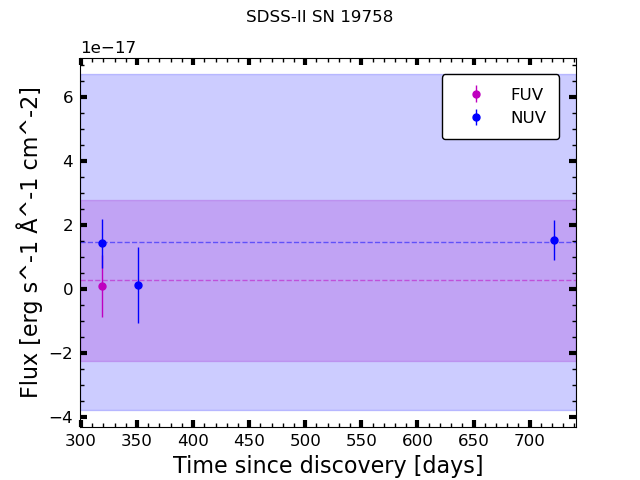 SDSS-II SN 19758
1e−17
FUV
NUV
6
4
2
0
−2
−4
300
350
400
450
500
550
600
650
700
Flux [erg s^-1 Å^-1 cm^-2]
Time since discovery [days]